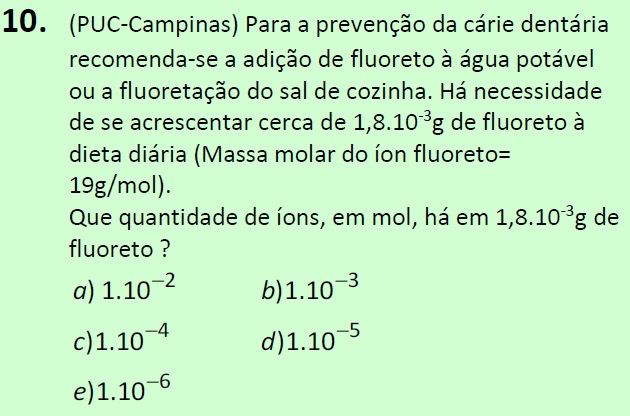 10. (PUC-Campinas) Para a prevenção da cárie dentária
recomenda-se a adição de fluoreto à água potável
ou a fluoretação do sal de cozinha. Há necessidade
de se acrescentar cerca de 1,8.10⁻³g de fluoreto à
dieta diária (Massa molar do íon fluoreto=
19g/mol).
Que quantidade de íons, em mol, há em 1,8.10⁻³g de
fluoreto ?
a) 1.10⁻² b)1.10⁻³
c)1.10⁻⁴ d)1.10⁻⁵
e)1.10⁻⁶